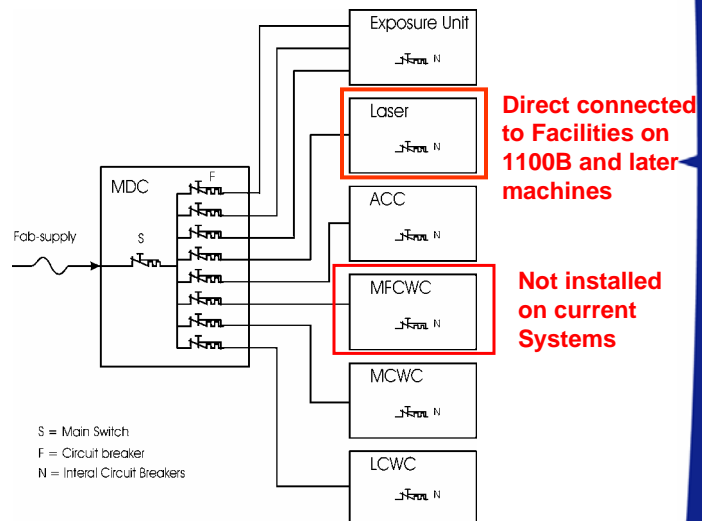 Exposure Unit
N
Laser
N
Direct connected
to Facilities on
1100B and later
machines
MDC
F
ACC
N
Fab-supply
S
MFCWC
N
Not installed
on current
Systems
MCWC
N
S = Main Switch
F = Circuit breaker
N = Interal Circuit Breakers
LCWC
N